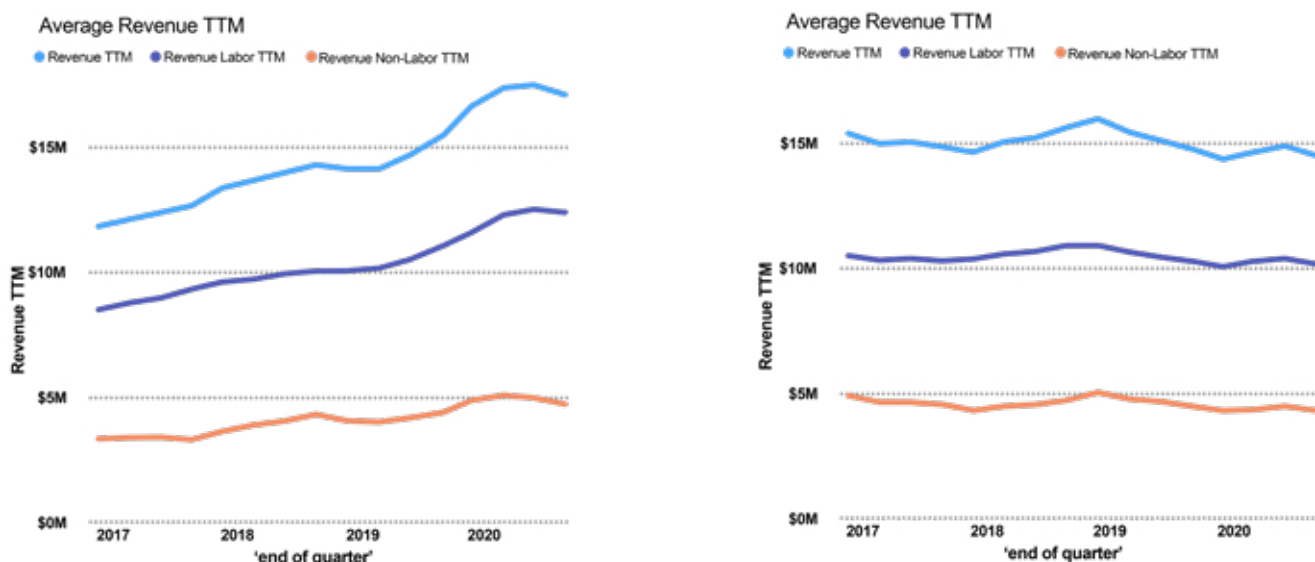 Average Revenue TTM
Revenue TTM Revenue Labor TTM Revenue Non-Labor TTM
$15M
$10M
$5M
$0M
Revenue TTM
2017 2018 2019 2020
'end of quarter'
Average Revenue TTM
Revenue TTM Revenue Labor TTM Revenue Non-Labor TTM
$15M
$10M
$5M
$0M
Revenue TTM
2017 2018 2019 2020
'end of quarter'